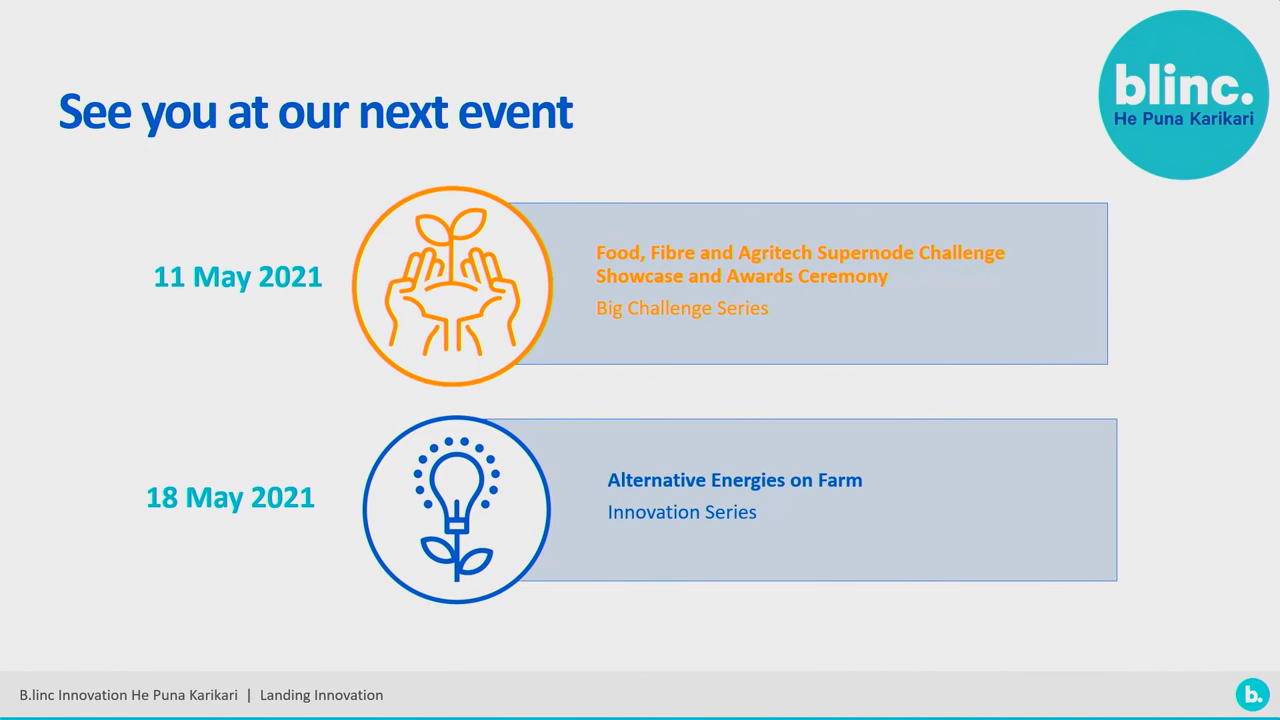 blinc.
He Puna Karikari
See you at our next event
11 May 2021
Food, Fibre and Agritech Supernode Challenge
Showcase and Awards Ceremony
Big Challenge Series
18 May 2021
Alternative Energies on Farm
Innovation Series
B.linc Innovation He Puna Karikari | Landing Innovation
b.